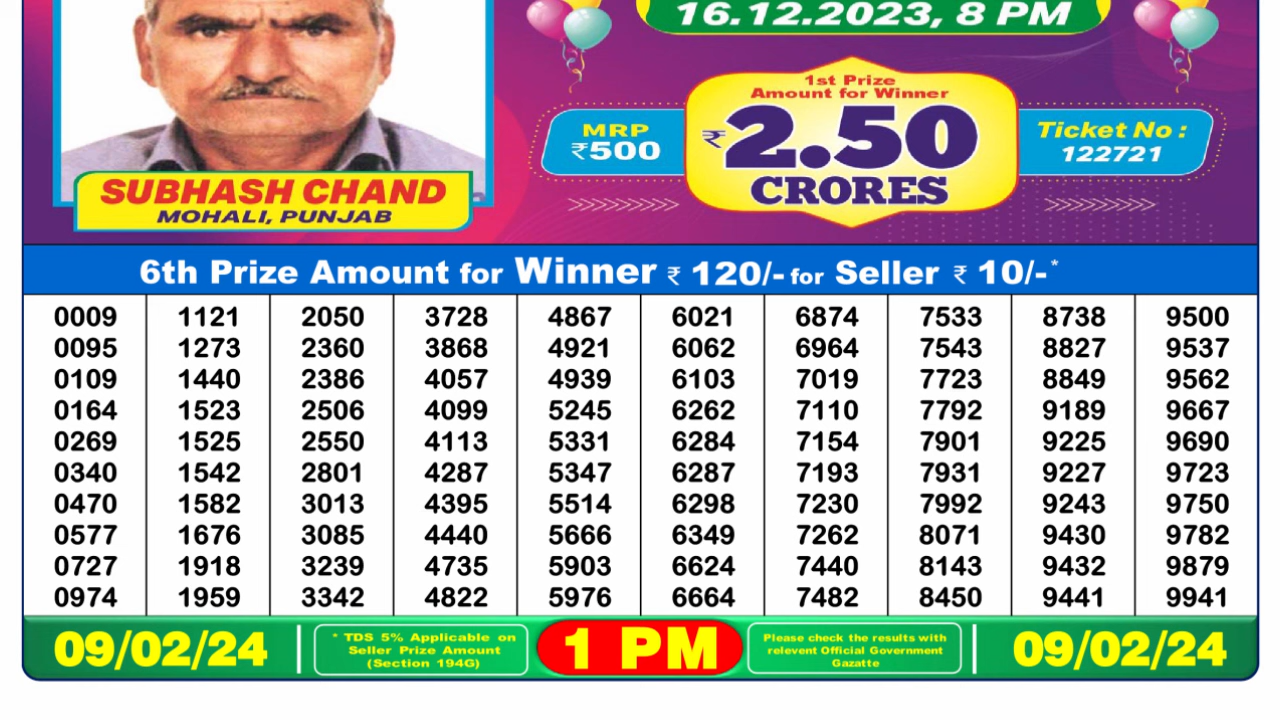 16.12.2023, 8 PM
1st Prize
Amount for Winner
₹2.50
CRORES
MRP
₹500
Ticket No :
122721
SUBHASH CHAND
MOHALI, PUNJAB
6th Prize Amount for Winner ₹ 120/- for Seller ₹ 10/-*
0009 1121 2050 3728 4867 6021 6874 7533 8738 9500
0095 1273 2360 3868 4921 6062 6964 7543 8827 9537
0109 1440 2386 4057 4939 6103 7019 7723 8849 9562
0164 1523 2506 4099 5245 6262 7110 7792 9189 9667
0269 1525 2550 4113 5331 6284 7154 7901 9225 9690
0340 1542 2801 4287 5347 6287 7193 7931 9227 9723
0470 1582 3013 4395 5514 6298 7230 7992 9243 9750
0577 1676 3085 4440 5666 6349 7262 8071 9430 9782
0727 1918 3239 4735 5903 6624 7440 8143 9432 9879
0974 1959 3342 4822 5976 6664 7482 8450 9441 9941
09/02/24
* TDS 5% Applicable on
Seller Prize Amount
(Section 194G)
1 PM
Please check the results with
relevent Official Government
Gazatte
09/02/24